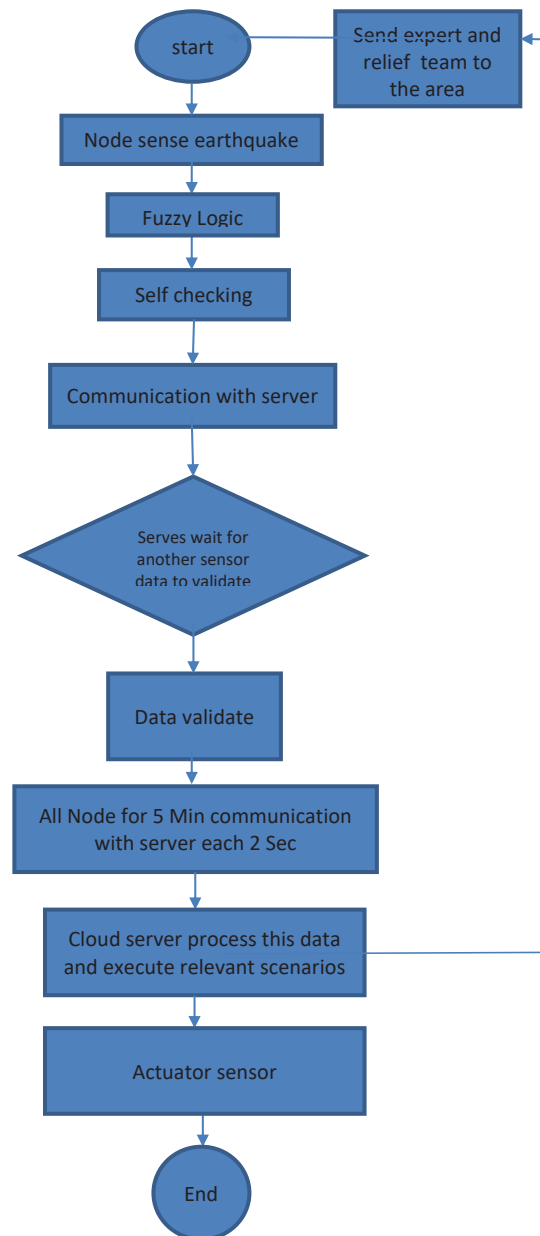 start
Send expert and
relief team to
the area
Node sense earthquake
Fuzzy Logic
Self checking
Communication with server
Serves wait for
another sensor
data to validate
Data validate
All Node for 5 Min communication
with server each 2 Sec
Cloud server process this data
and execute relevant scenarios
Actuator sensor
End